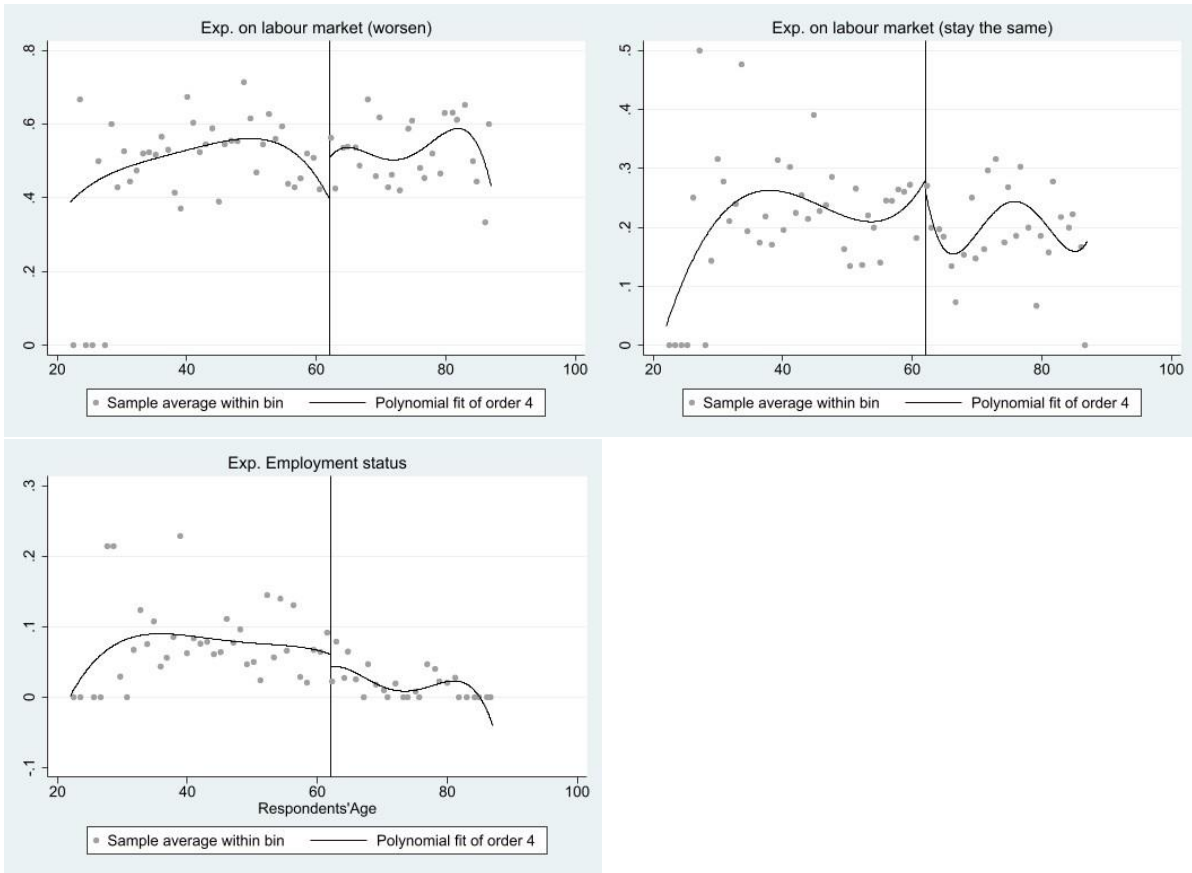 Exp. on labour market (worsen)
.8
.6
.4
.2
0
20 40 60 80 100
Sample average within bin Polynomial fit of order 4
Exp. on labour market (stay the same)
.5
.4
.3
.2
.1
0
20 40 60 80 100
Sample average within bin Polynomial fit of order 4
Exp. Employment status
.3
.2
.1
0
-.1
20 40 60 80 100
Respondents'Age
Sample average within bin Polynomial fit of order 4